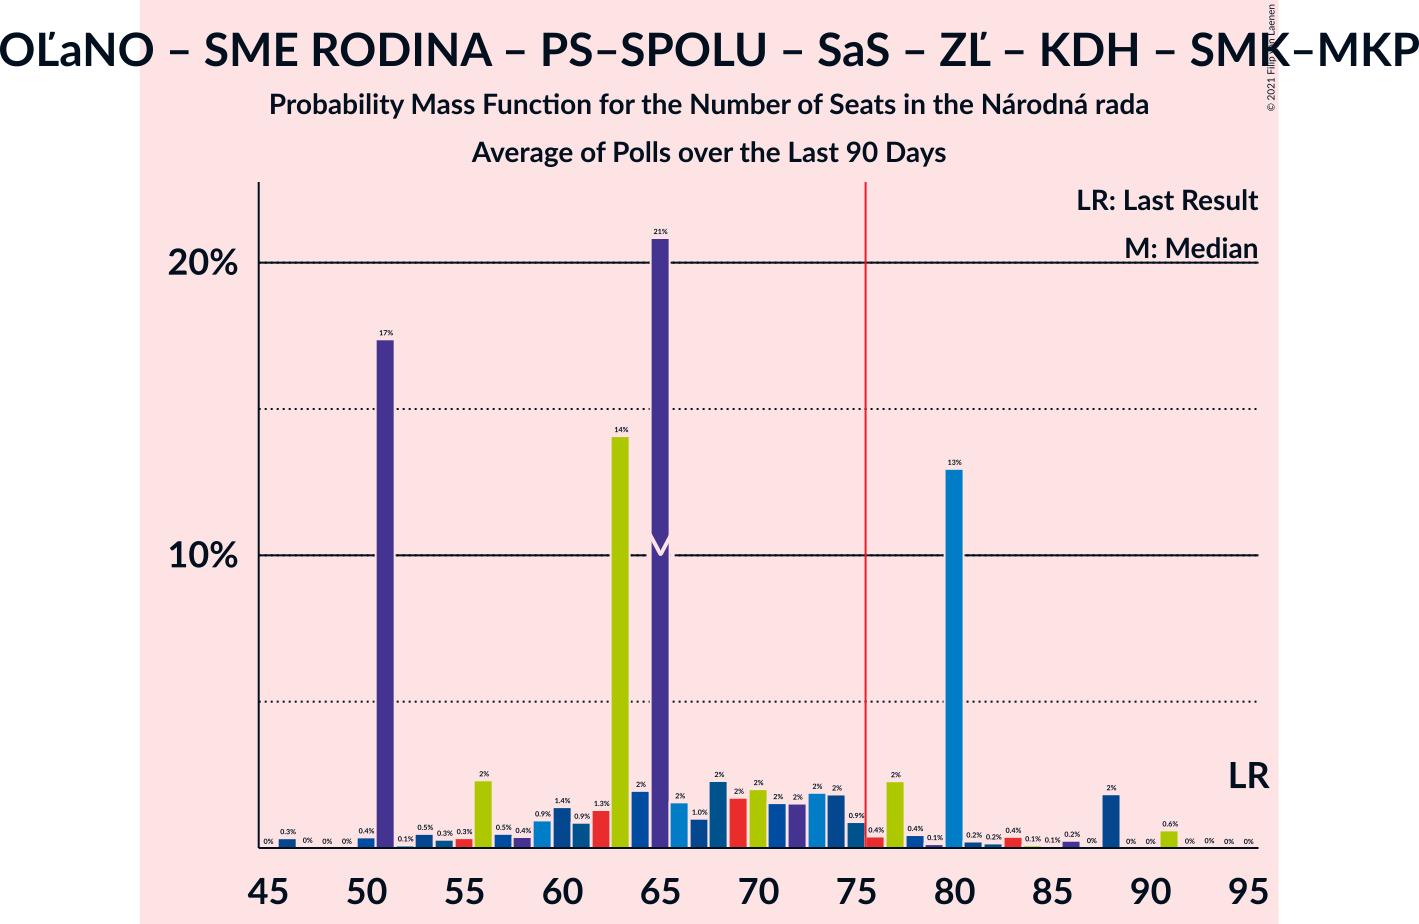 OĽaNO – SME RODINA – PS–SPOLU – SaS – ZĽ – KDH – SMK–MKP
Probability Mass Function for the Number of Seats in the Národná rada
Average of Polls over the Last 90 Days
© 2021 Filip van Laenen
LR: Last Result
M: Median
20%
10%
0% 0.3% 0% 0% 0% 0.4% 17% 0.1% 0.5% 0.3% 0.3% 2% 0.5% 0.4% 0.9% 1.4% 0.9% 1.3% 14% 2% 21% 2% 1.0% 2% 2% 2% 2% 2% 2% 2% 0.9% 0.4% 2% 0.4% 0.1% 13% 0.2% 0.2% 0.4% 0.1% 0.1% 0.2% 0% 2% 0% 0% 0.6% 0% 0% 0% 0%
LR
45 50 55 60 65 70 75 80 85 90 95